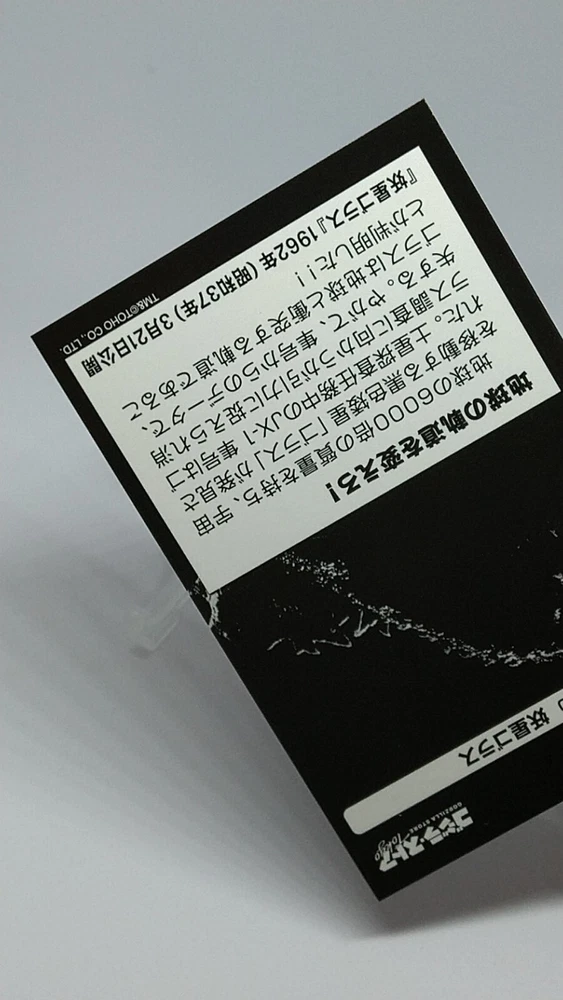 ゴジラ・ストア
Tokyo
GODZILLA STORE
妖星ゴラス
地球の軌道を変えろ!
地球の6000倍の質量を持ち、宇宙
を移動する黒色矮星「ゴラス」が発見さ
れた。土星探査任務中のJX-1 隼号はゴ
ラス調査に向かうが引力に捉えられ消
失する。やがて、隼号からのデータで、
ゴラスは地球と衝突する軌道であるこ
とが判明した!!
『妖星ゴラス』1962年(昭和37年)3月21日公開
TM&©TOHO CO., LTD.